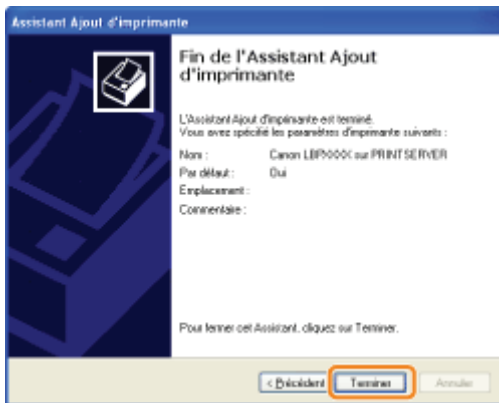 Assistant Ajout d'imprimante
Fin de l'Assistant Ajout
d'imprimante
L'Assistant Ajout d'imprimante est terminé.
Vous avez spécifié les paramètres d'imprimante suivants :
Nom : Canon LBPXXXX sur PRINTSERVER
Par défaut : Oui
Emplacement :
Commentaire :
Pour fermer cet Assistant, cliquez sur Terminer.
< Précédent Terminer Annuler